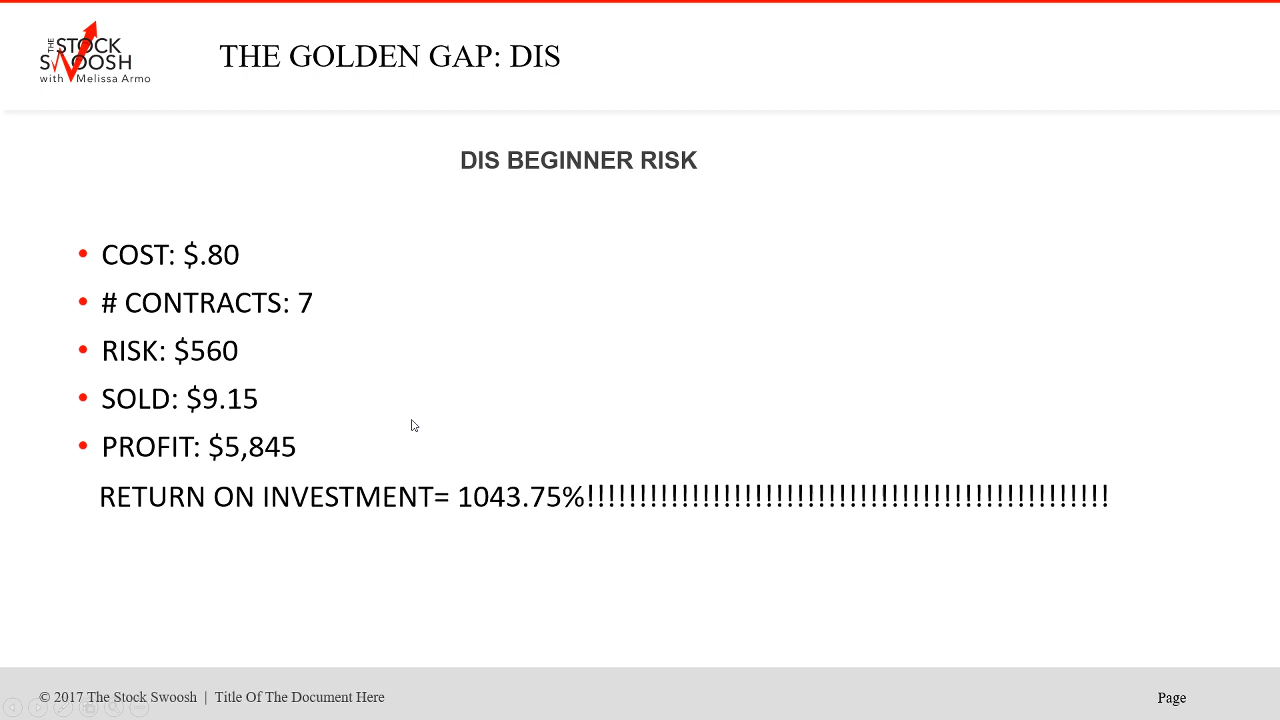 THE
STOCK
SWOOSH
with Melissa Armo
THE GOLDEN GAP: DIS
DIS BEGINNER RISK
• COST: $.80
• # CONTRACTS: 7
• RISK: $560
• SOLD: $9.15
• PROFIT: $5,845
RETURN ON INVESTMENT= 1043.75%!!!!!!!!!!!!!!!!!!!!!!!!!!!!!!!!!!!!!!!!!!!!!!!!!!
© 2017 The Stock Swoosh | Title Of The Document Here
Page